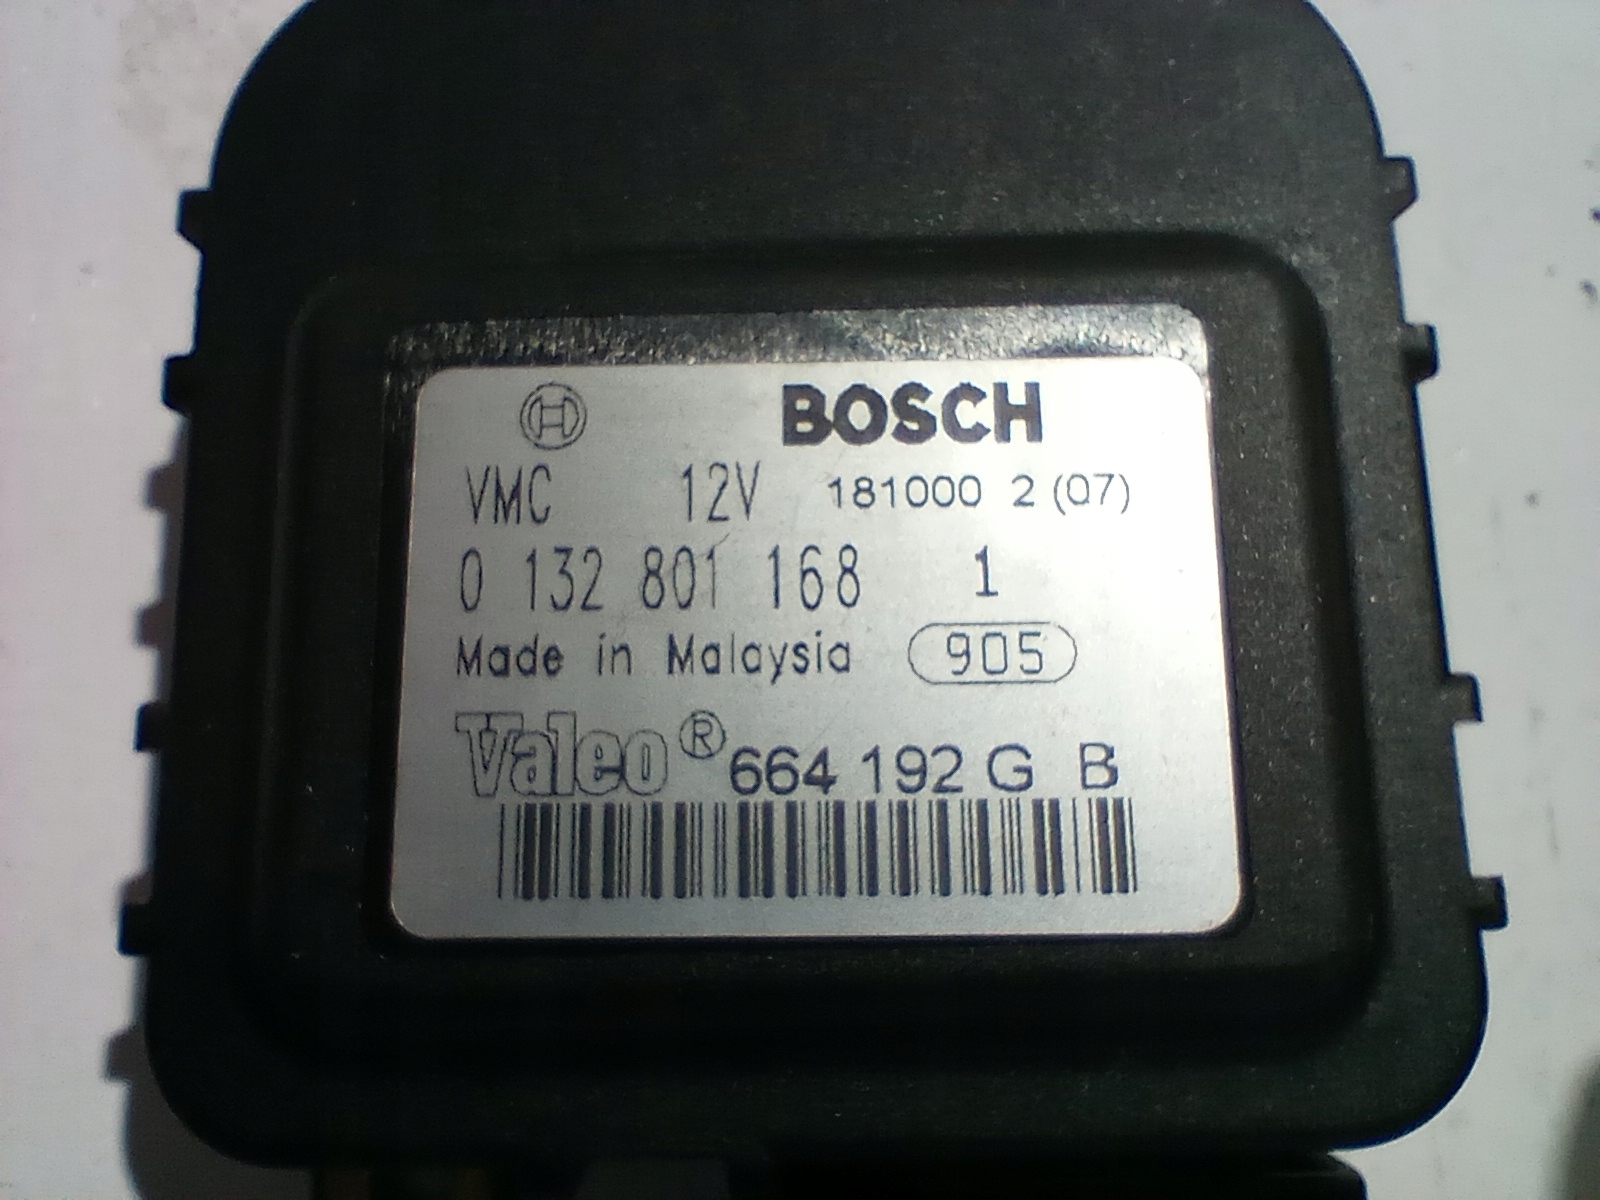 BOSCH
VMC 12V 181000 2 (07)
0 132 801 168 1
Made in Malaysia 905
Valeo® 664 192 G B